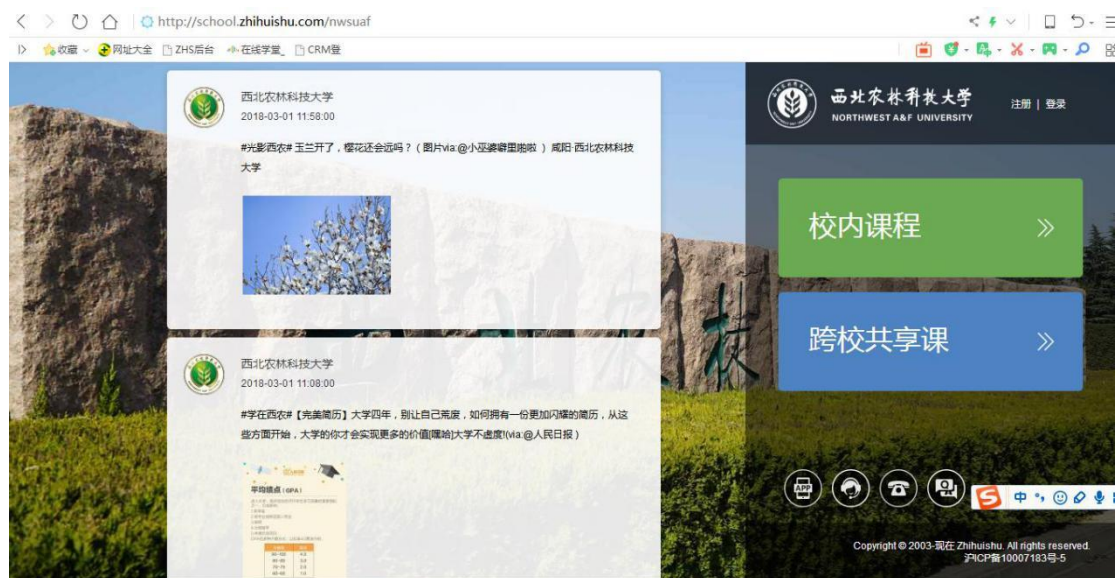 http://school.zhihuishu.com/nwsuaf
收藏
网址大全
ZHS后台
在线学堂_
CRM登
西北农林科技大学
2018-03-01 11:58:00
#光影西农# 玉兰开了，樱花还会远吗？（图片via:@小巫婆噼里啪啦 ）咸阳·西北农林科技
大学
西北农林科技大学
2018-03-01 11:08:00
#学在西农#【完美简历】大学四年，别让自己荒废，如何拥有一份更加闪耀的简历，从这
些方面开始，大学的你才会实现更多的价值[嘻哈]大学不虚度!(via:@人民日报）
平均绩点（GPA）
西北农林科技大学
NORTHWEST A&F UNIVERSITY
注册 | 登录
校内课程
跨校共享课
西北农
APP
中
Copyright © 2003-现在 Zhihuishu. All rights reserved.
沪ICP备10007183号-5